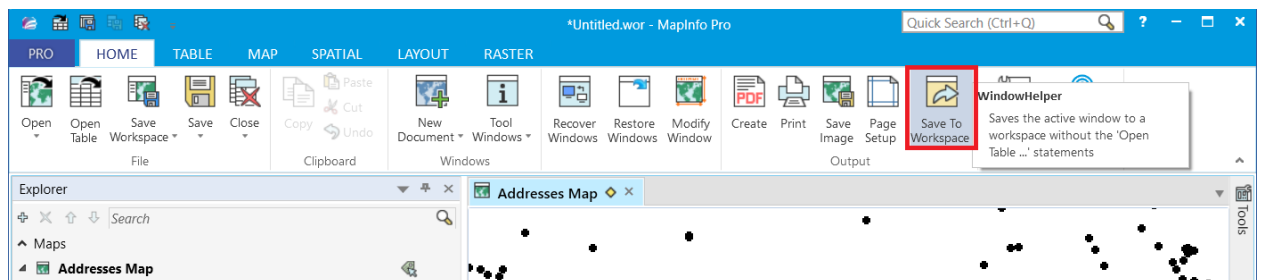 *Untitled.wor - MapInfo Pro
Quick Search (Ctrl+Q)
?
PRO HOME TABLE MAP SPATIAL LAYOUT RASTER
Open
Open Table
Save Workspace
Save
Close
File
Copy
Paste
Cut
Undo
Clipboard
New Document
Tool Windows
Windows
Recover Windows
Restore Windows
Modify Window
PDF
Create
Print
Save Image
Page Setup
Save To Workspace
Output
WindowHelper
Saves the active window to a
workspace without the 'Open
Table ...' statements
Explorer
Search
Maps
Addresses Map
Addresses Map
Tools